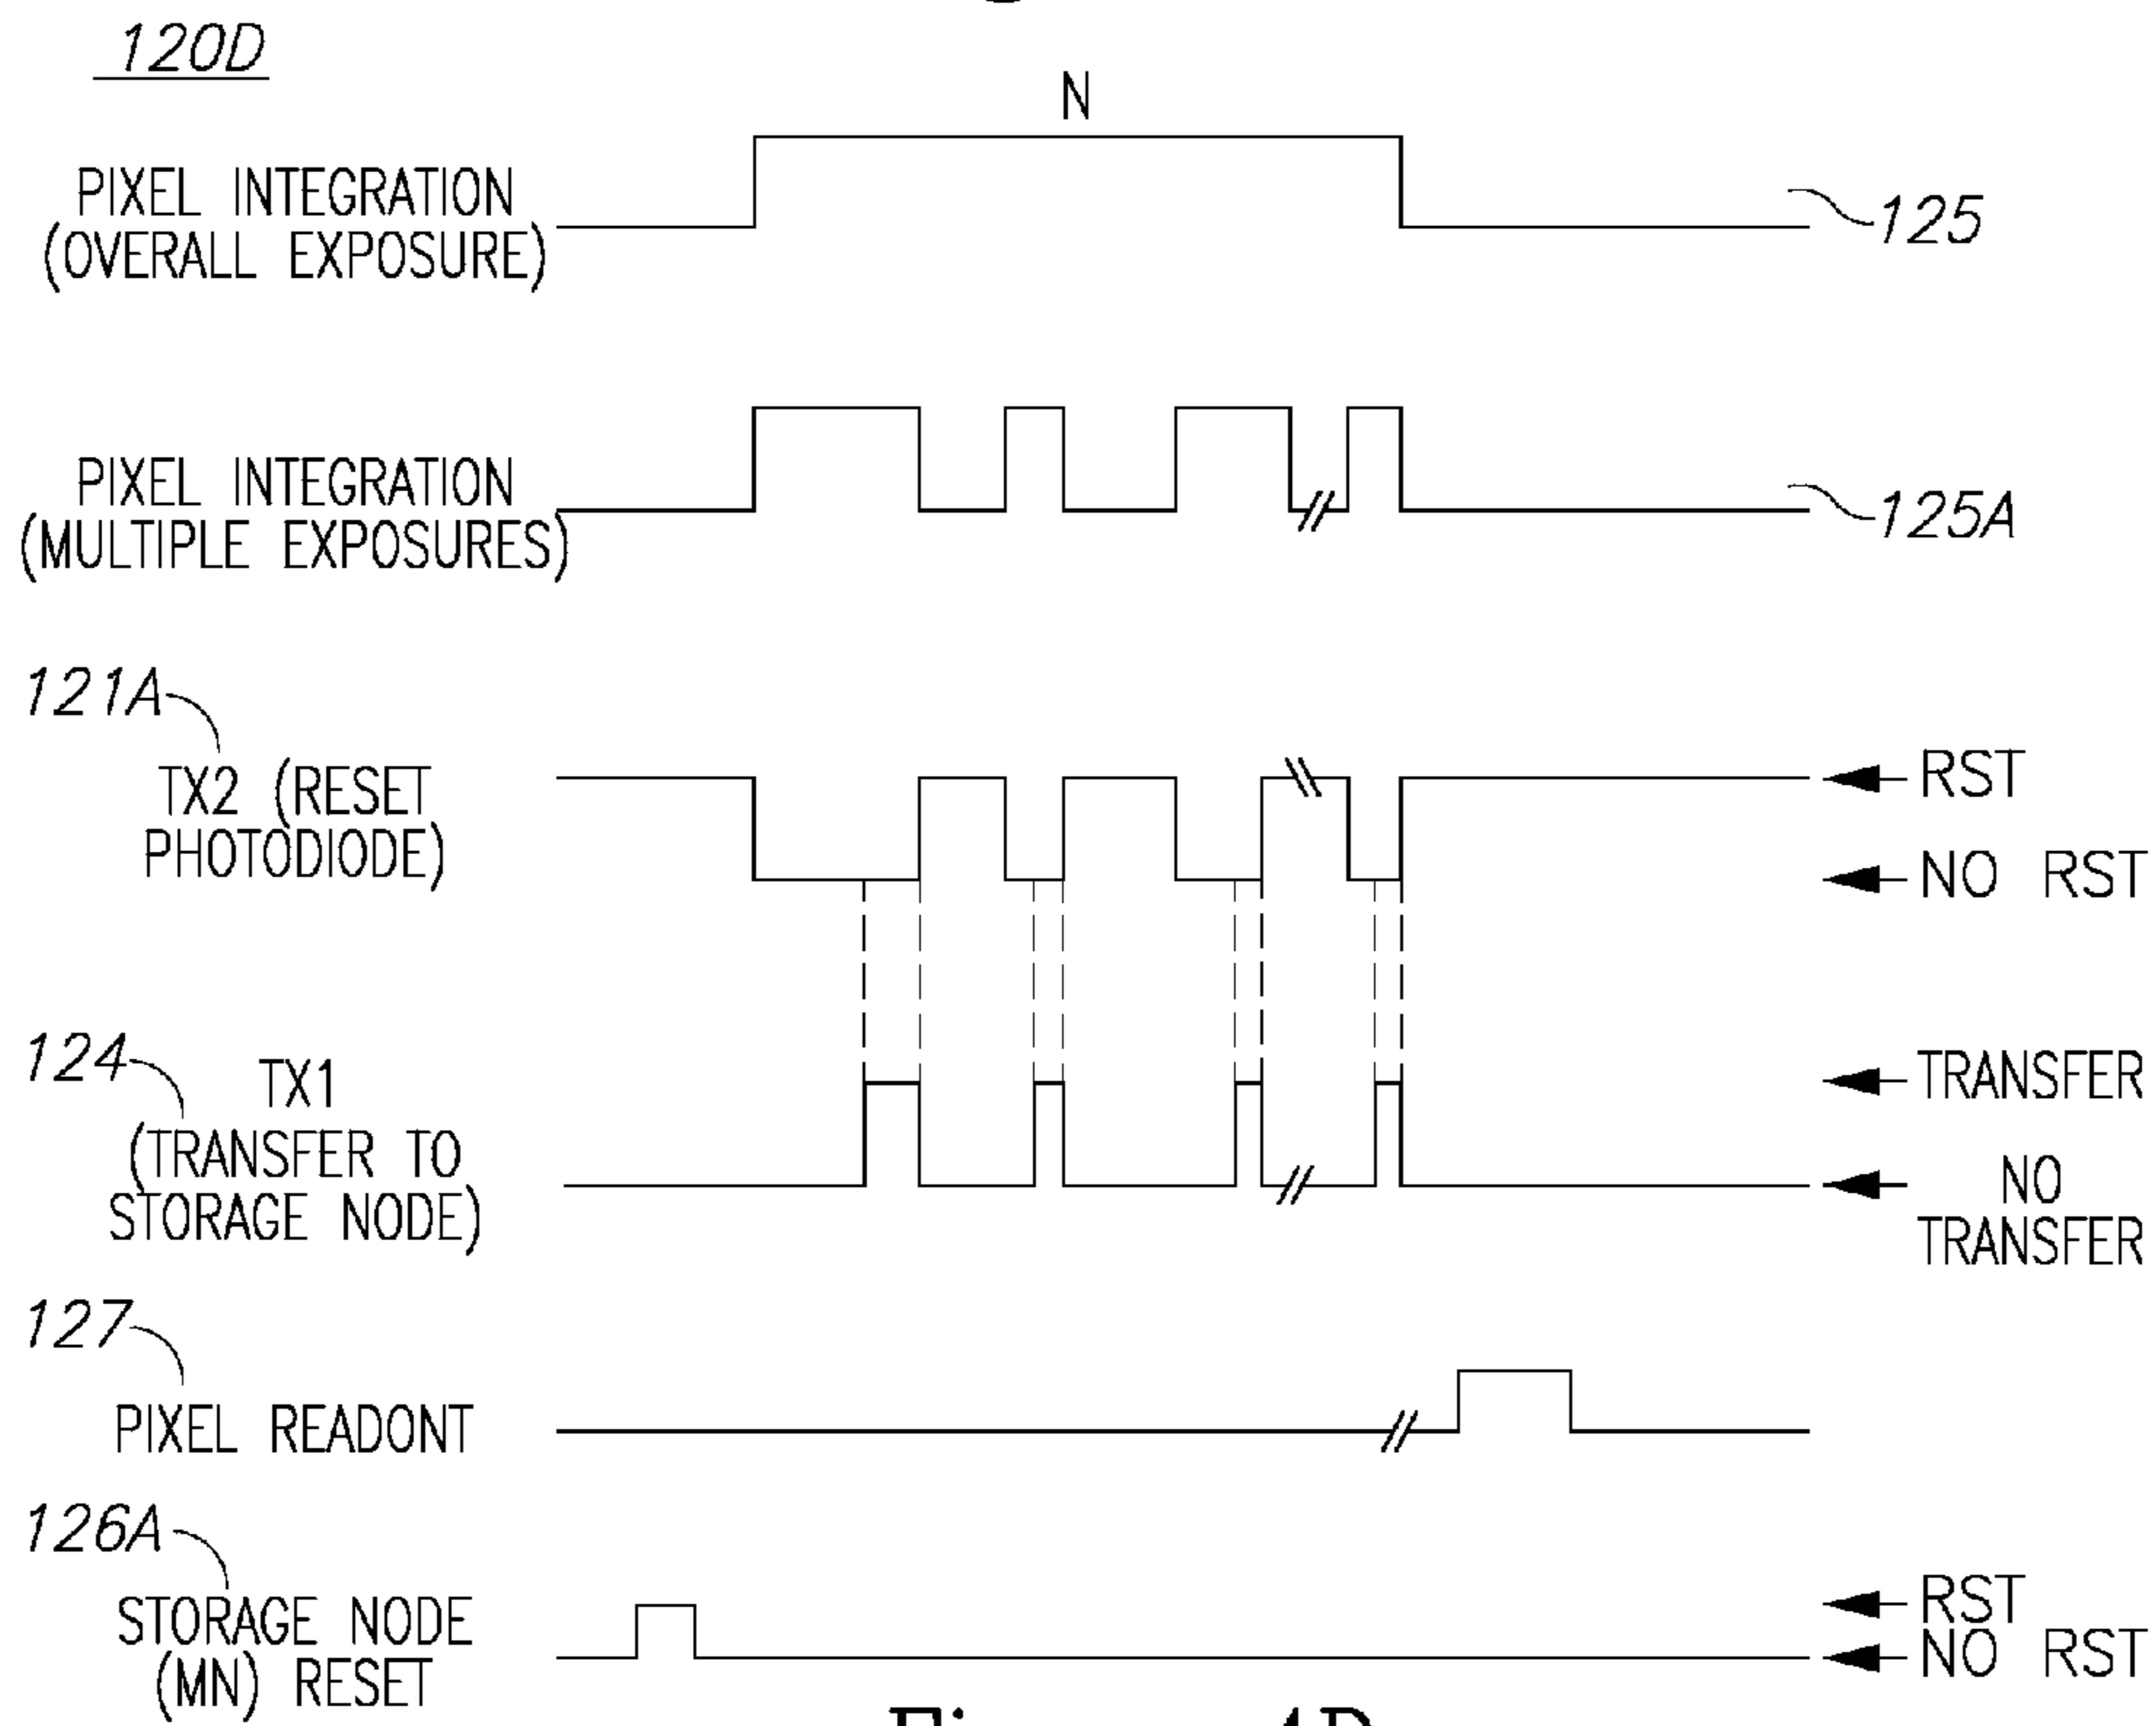 120D
N
PIXEL INTEGRATION
(OVERALL EXPOSURE)
125
PIXEL INTEGRATION
(MULTIPLE EXPOSURES)
125A
121A
TX2 (RESET
PHOTODIODE)
RST
NO RST
124
TX1
(TRANSFER TO
STORAGE NODE)
TRANSFER
NO
TRANSFER
127
PIXEL READONT
126A
STORAGE NODE
(MN) RESET
RST
NO RST